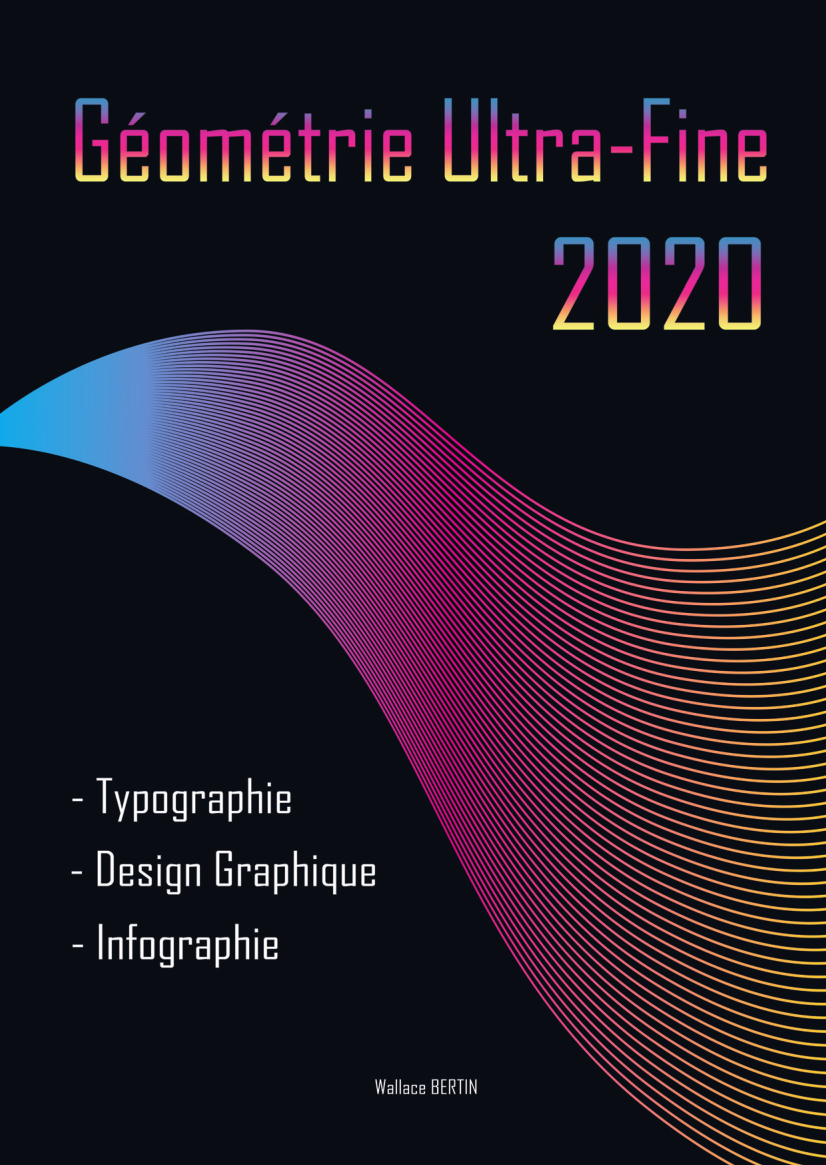 Géométrie Ultra-Fine
2020
- Typographie
- Design Graphique
- Infographie
Wallace BERTIN